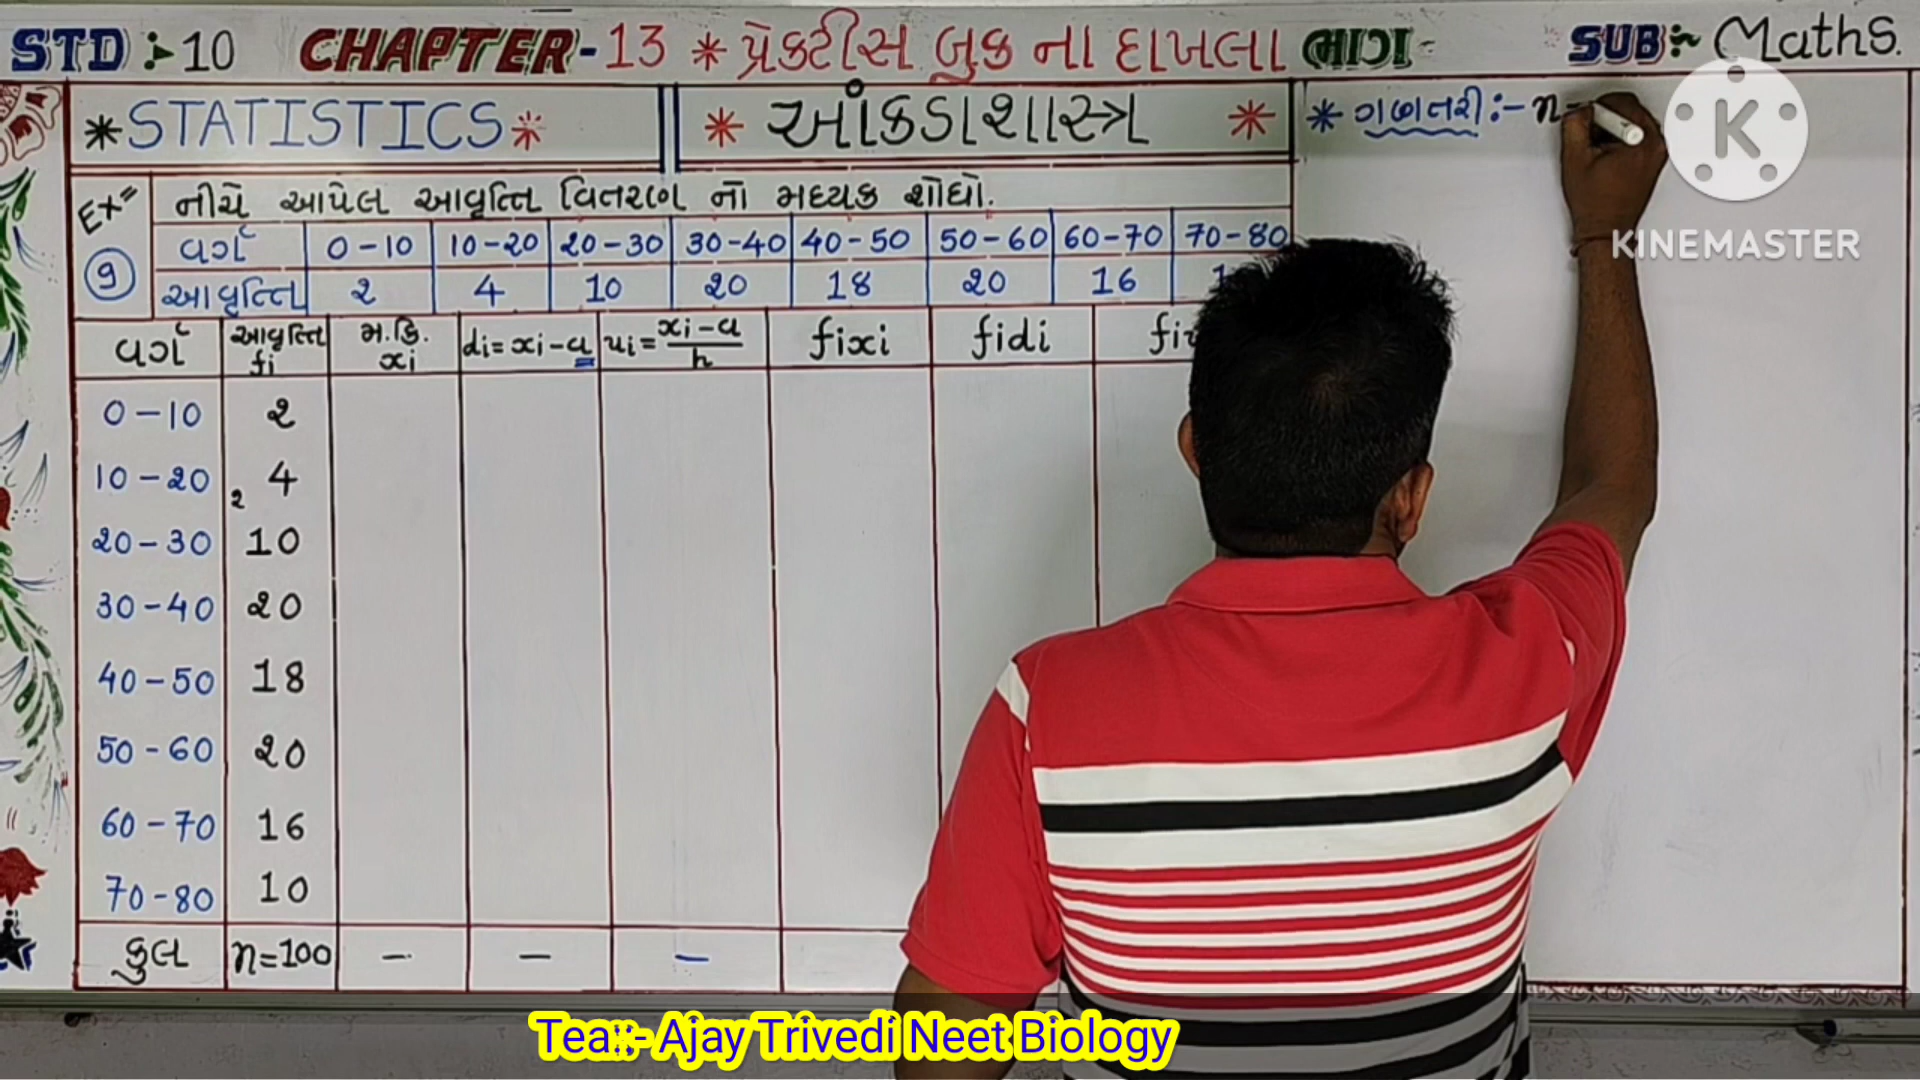 STD :- 10 CHAPTER-13 * પ્રેક્ટીસ બુક ના દાખલા ભાગ- SUB:- Maths.
* STATISTICS * * આંકડાશાસ્ત્ર * * ગણતરી :- n=
K
KINEMASTER
Ex= 9
નીચે આપેલ આવૃત્તિ વિતરણ નો મધ્યક શોધો.
વર્ગ 0-10 10-20 20-30 30-40 40-50 50-60 60-70 70-80
આવૃત્તિ 2 4 10 20 18 20 16
વર્ગ આવૃત્તિ fi મ.કિ. xi di=xi-a ui=xi-a/h fixi fidi
0-10 2
10-20 2 4
20-30 10
30-40 20
40-50 18
50-60 20
60-70 16
70-80 10
કુલ n=100 - - -
Tea:- Ajay Trivedi Neet Biology